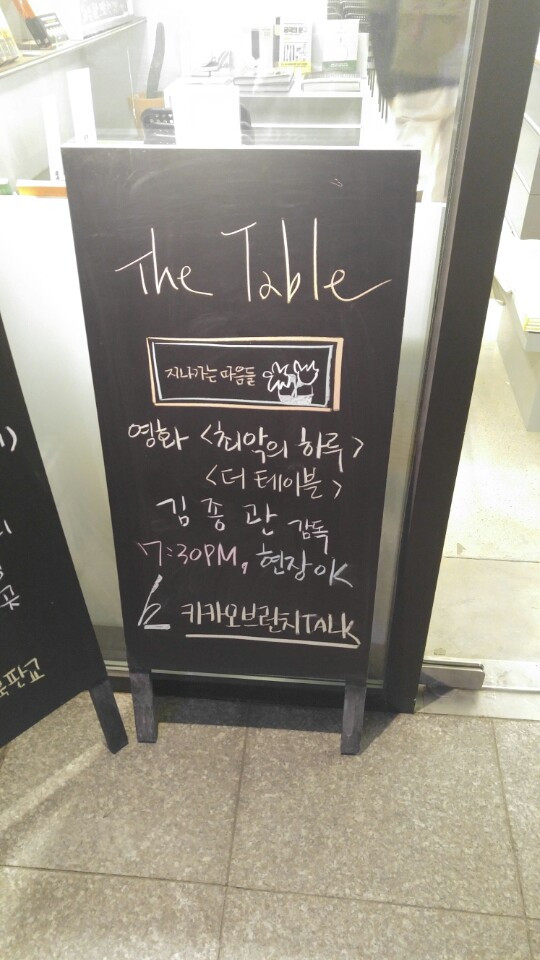 The Table
지나가는 마음들
영화 <최악의 하루>
<더 테이블>
김종관 감독
7:30PM, 현장OK
카카오브런치TALK
판교